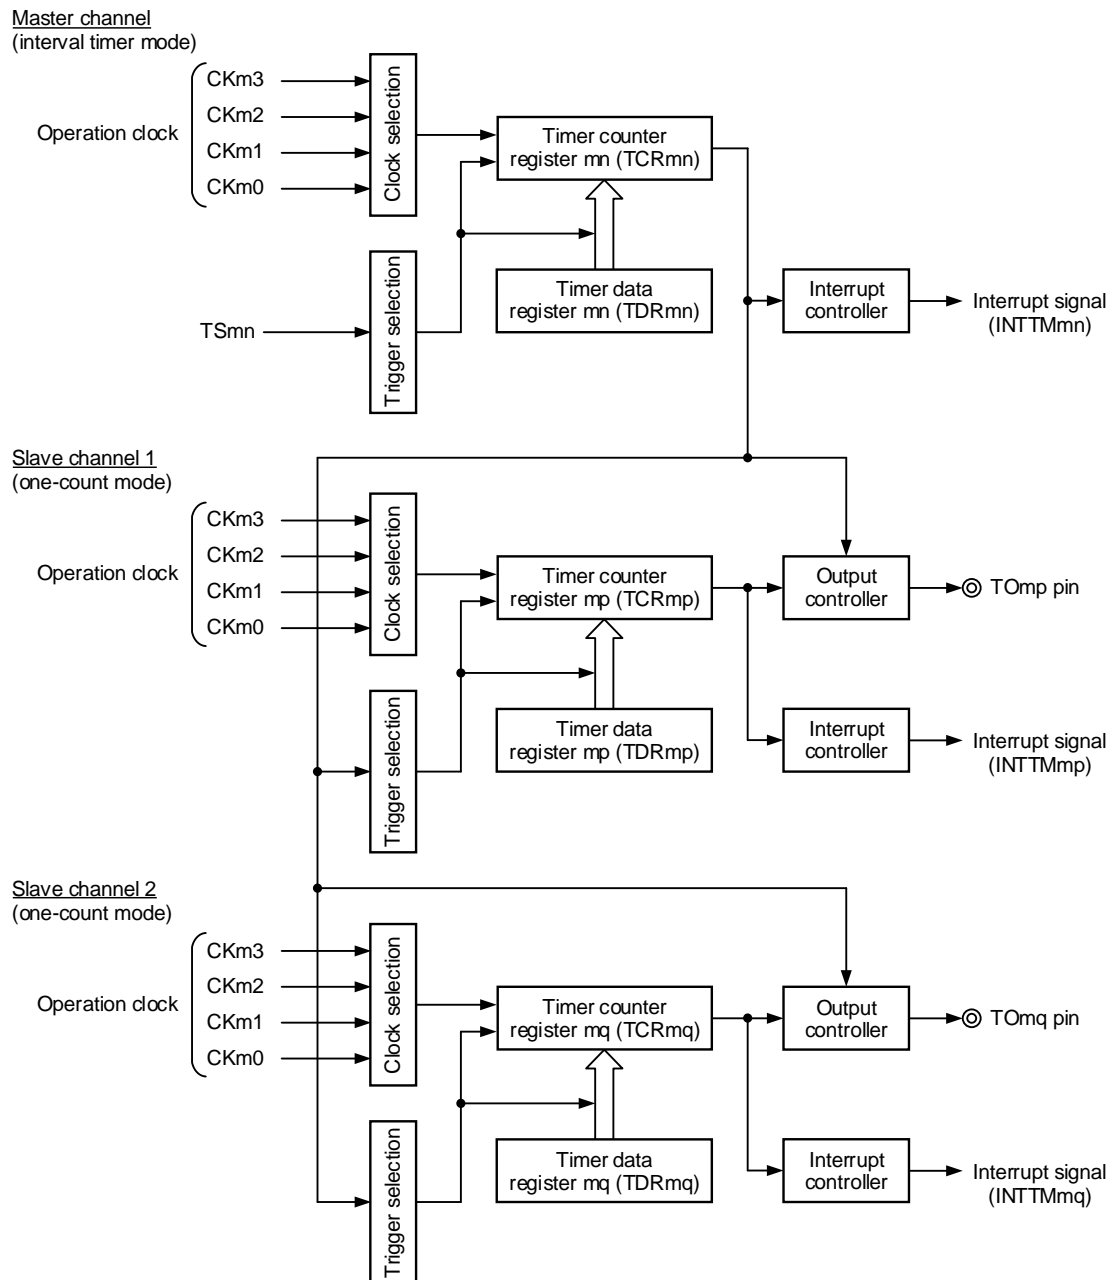 Master channel
(interval timer mode)
CKm3
CKm2
Operation clock
CKm1
CKm0
Clock selection
Timer counter
register mn (TCRmn)
TSmn
Trigger selection
Timer data
register mn (TDRmn)
Interrupt
controller
Interrupt signal
(INTTMmn)
Slave channel 1
(one-count mode)
CKm3
CKm2
Operation clock
CKm1
CKm0
Clock selection
Timer counter
register mp (TCRmp)
Output
controller
TOmp pin
Trigger selection
Timer data
register mp (TDRmp)
Interrupt
controller
Interrupt signal
(INTTMmp)
Slave channel 2
(one-count mode)
CKm3
CKm2
Operation clock
CKm1
CKm0
Clock selection
Timer counter
register mq (TCRmq)
Output
controller
TOmq pin
Trigger selection
Timer data
register mq (TDRmq)
Interrupt
controller
Interrupt signal
(INTTMmq)